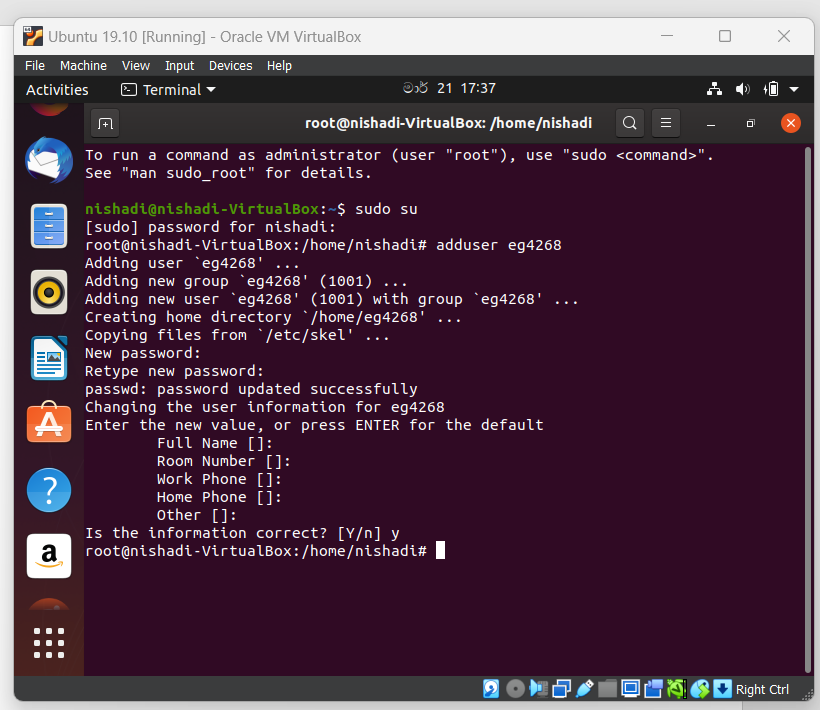 Ubuntu 19.10 [Running] - Oracle VM VirtualBox
File Machine View Input Devices Help
Activities Terminal මාර් 21 17:37
root@nishadi-VirtualBox: /home/nishadi
To run a command as administrator (user "root"), use "sudo <command>".
See "man sudo_root" for details.
nishadi@nishadi-VirtualBox:~$ sudo su
[sudo] password for nishadi:
root@nishadi-VirtualBox:/home/nishadi# adduser eg4268
Adding user `eg4268' ...
Adding new group `eg4268' (1001) ...
Adding new user `eg4268' (1001) with group `eg4268' ...
Creating home directory `/home/eg4268' ...
Copying files from `/etc/skel' ...
New password:
Retype new password:
passwd: password updated successfully
Changing the user information for eg4268
Enter the new value, or press ENTER for the default
Full Name []:
Room Number []:
Work Phone []:
Home Phone []:
Other []:
Is the information correct? [Y/n] y
root@nishadi-VirtualBox:/home/nishadi#
Right Ctrl